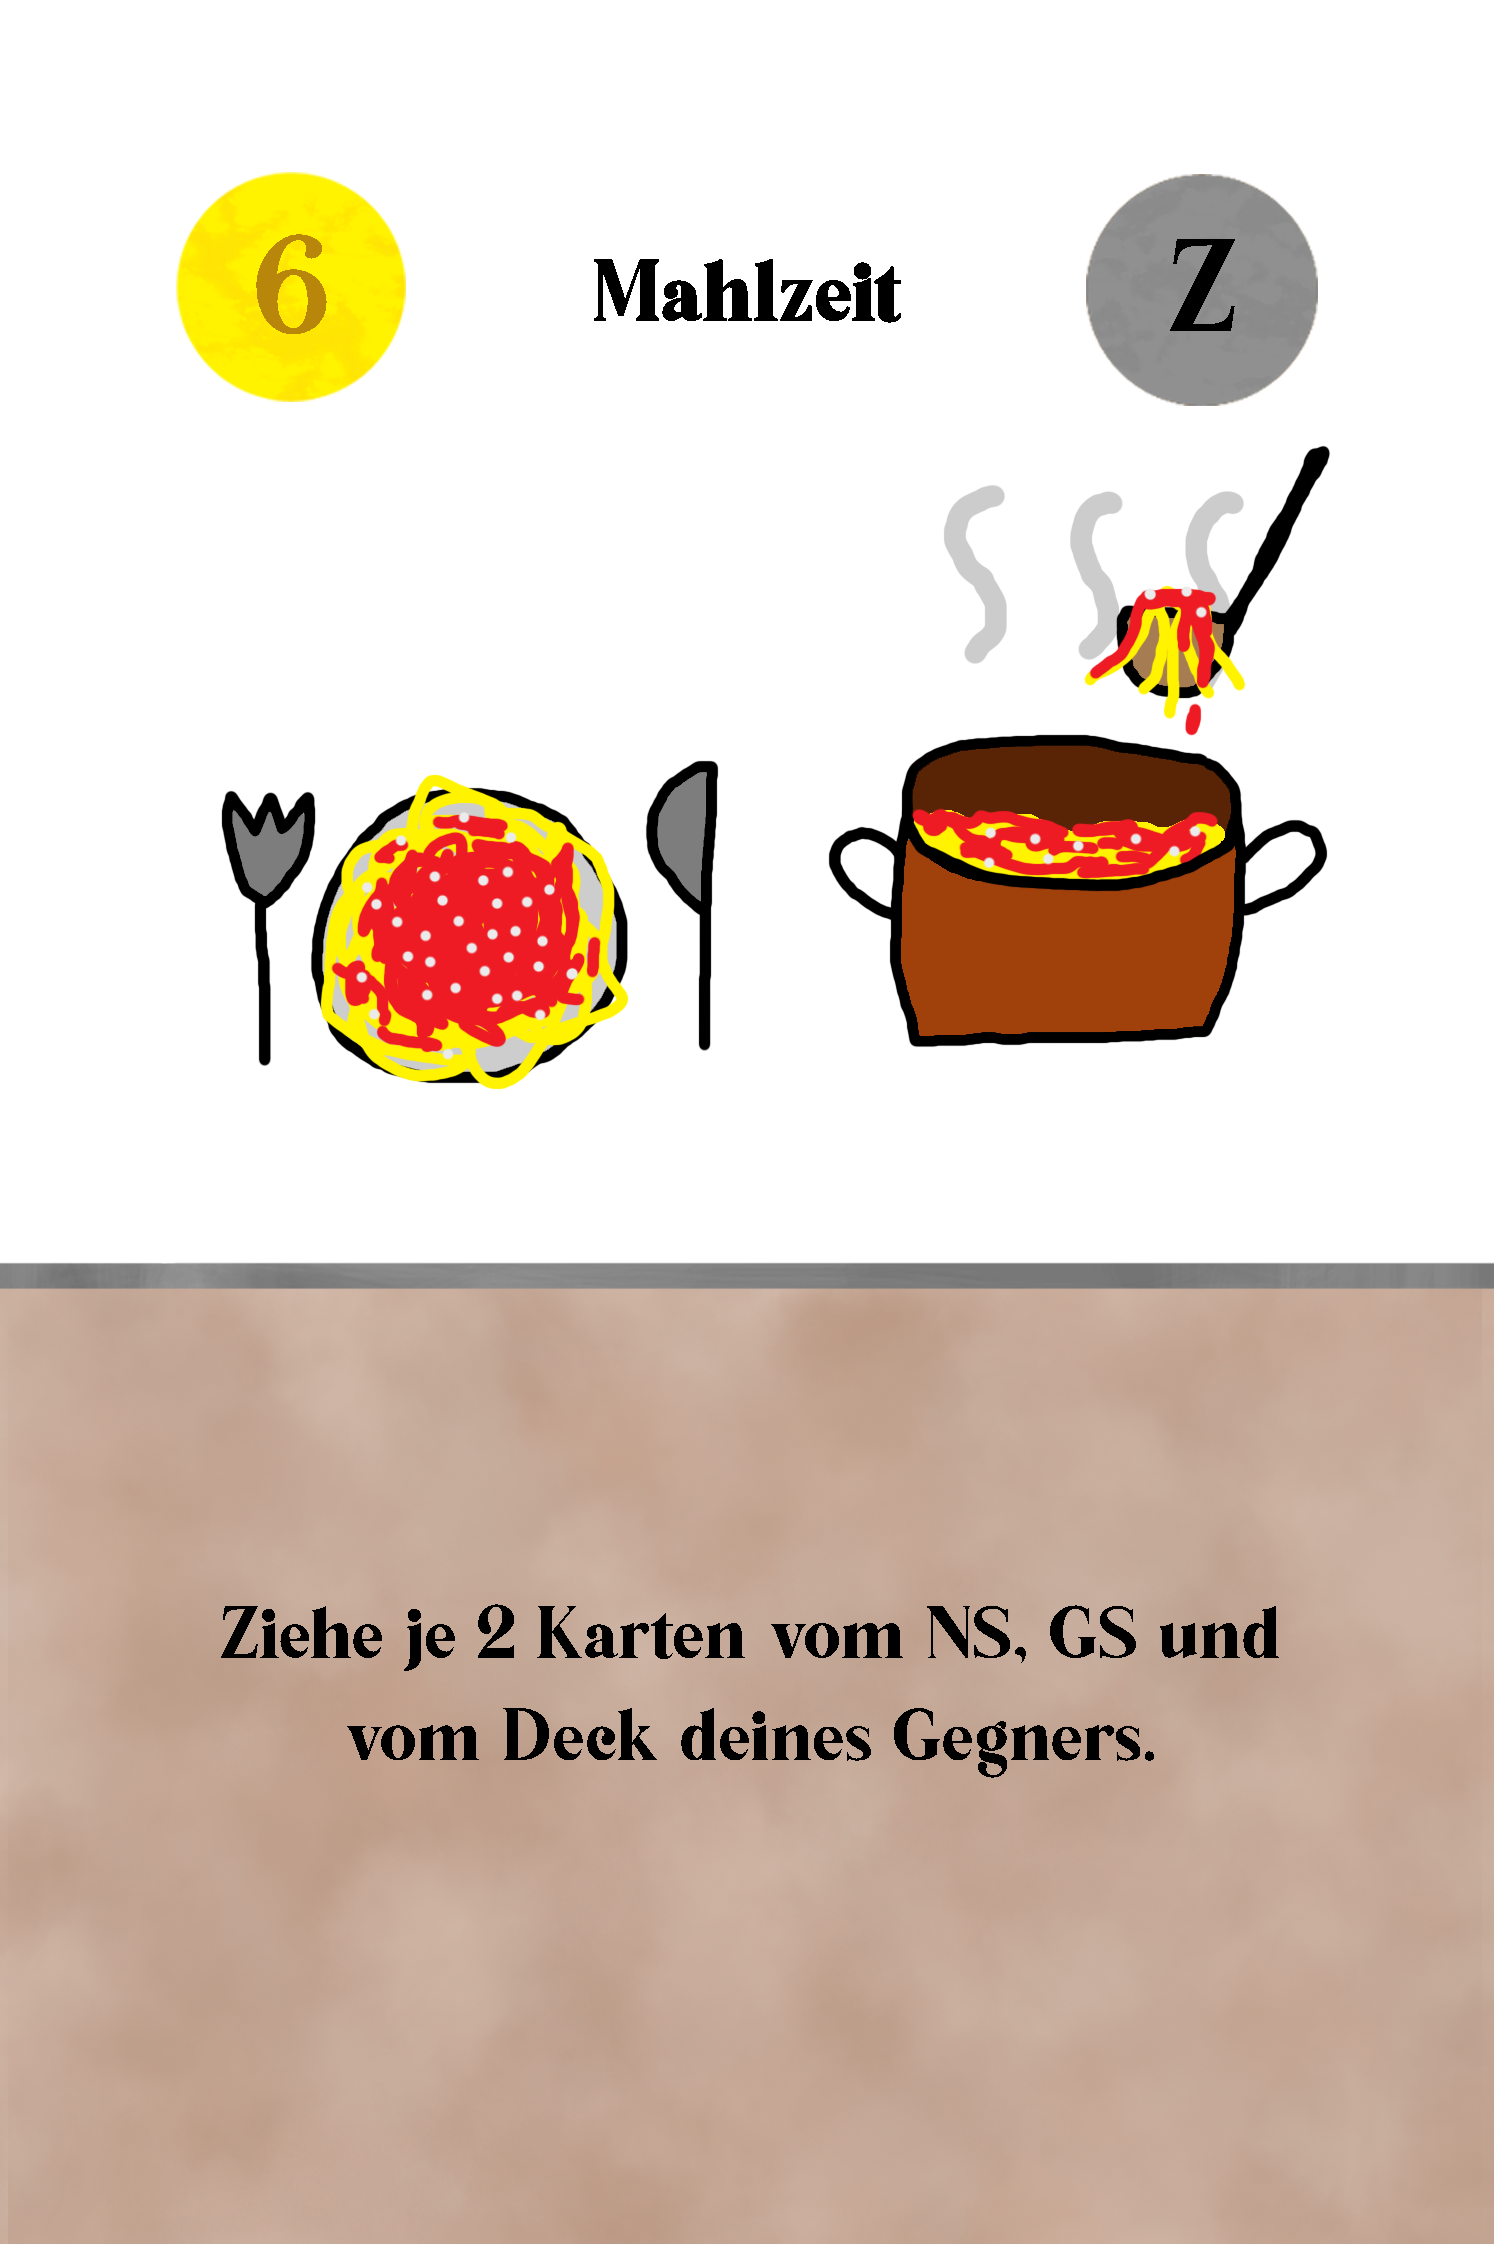 6
Mahlzeit
Z
Ziehe je 2 Karten vom NS, GS und
vom Deck deines Gegners.